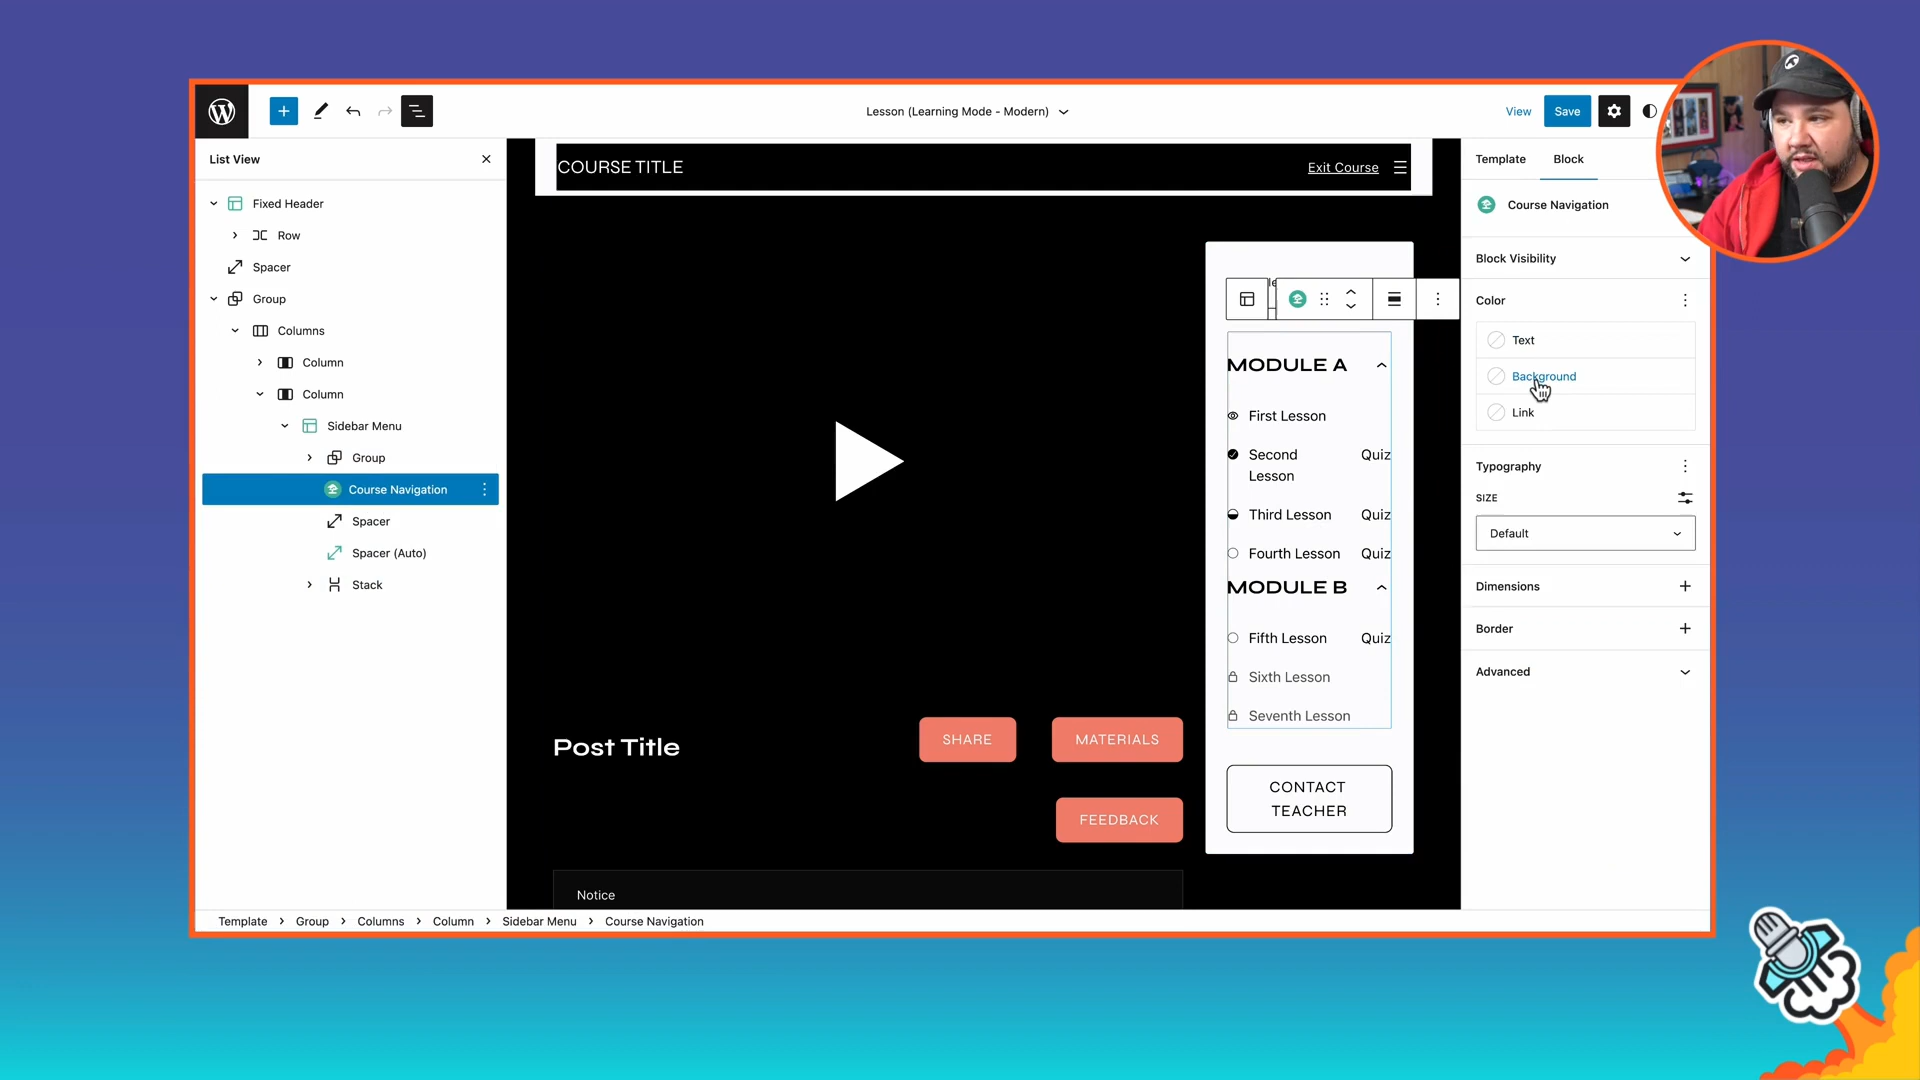 Lesson (Learning Mode - Modern)
View
Save
List View
Fixed Header
Row
Spacer
Group
Columns
Column
Column
Sidebar Menu
Group
Course Navigation
Spacer
Spacer (Auto)
Stack
COURSE TITLE
Exit Course
MODULE A
First Lesson
Second Lesson
Quiz
Third Lesson
Quiz
Fourth Lesson
Quiz
MODULE B
Fifth Lesson
Quiz
Sixth Lesson
Seventh Lesson
CONTACT
TEACHER
Post Title
SHARE
MATERIALS
FEEDBACK
Notice
Template
Block
Course Navigation
Block Visibility
Color
Text
Background
Link
Typography
SIZE
Default
Dimensions
Border
Advanced
Template > Group > Columns > Column > Sidebar Menu > Course Navigation